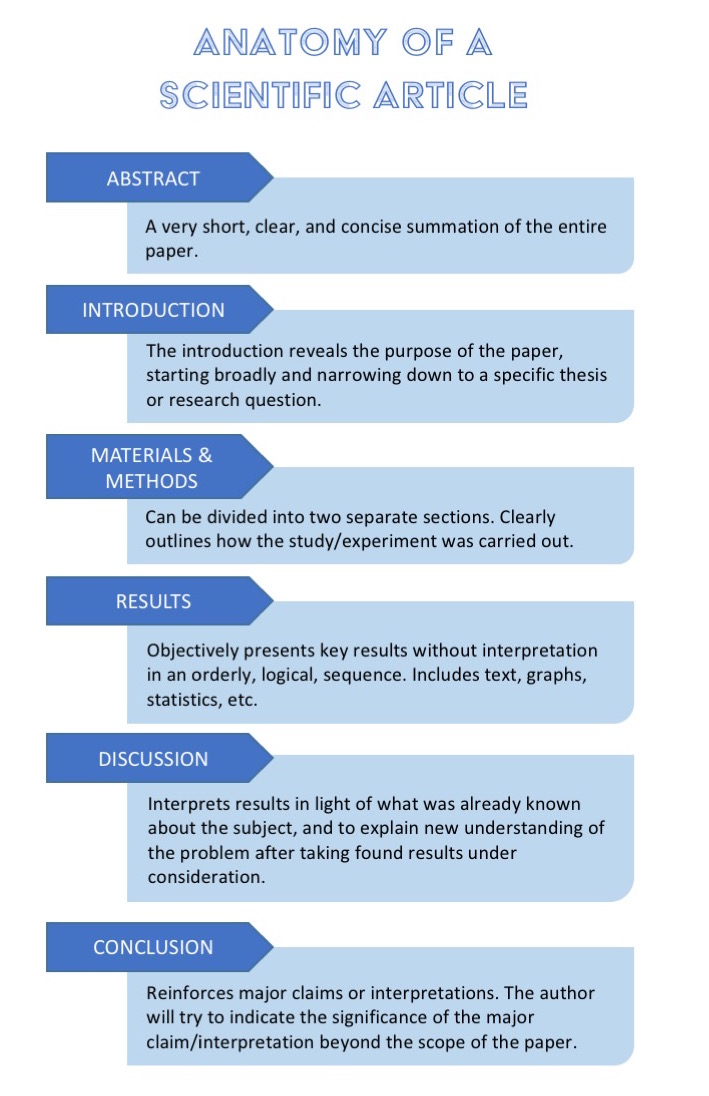 ANATOMY OF A
SCIENTIFIC ARTICLE
ABSTRACT
A very short, clear, and concise summation of the entire
paper.
INTRODUCTION
The introduction reveals the purpose of the paper,
starting broadly and narrowing down to a specific thesis
or research question.
MATERIALS &
METHODS
Can be divided into two separate sections. Clearly
outlines how the study/experiment was carried out.
RESULTS
Objectively presents key results without interpretation
in an orderly, logical, sequence. Includes text, graphs,
statistics, etc.
DISCUSSION
Interprets results in light of what was already known
about the subject, and to explain new understanding of
the problem after taking found results under
consideration.
CONCLUSION
Reinforces major claims or interpretations. The author
will try to indicate the significance of the major
claim/interpretation beyond the scope of the paper.